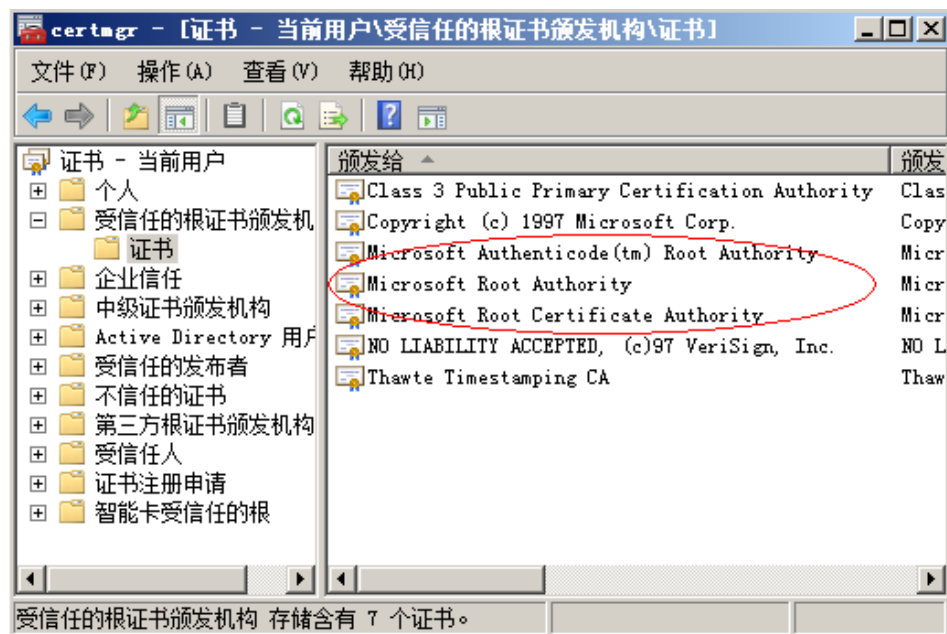 certmgr - [证书 - 当前用户\受信任的根证书颁发机构\证书]
文件(F) 操作(A) 查看(V) 帮助(H)
证书 - 当前用户
个人
受信任的根证书颁发机
证书
企业信任
中级证书颁发机构
Active Directory 用户
受信任的发布者
不信任的证书
第三方根证书颁发机构
受信任人
证书注册申请
智能卡受信任的根
颁发给 颁发
Class 3 Public Primary Certification Authority Clas
Copyright (c) 1997 Microsoft Corp. Copy
Microsoft Authenticode(tm) Root Authority Micr
Microsoft Root Authority Micr
Microsoft Root Certificate Authority Micr
NO LIABILITY ACCEPTED, (c)97 VeriSign, Inc. NO L
Thawte Timestamping CA Thaw
受信任的根证书颁发机构 存储含有 7 个证书。